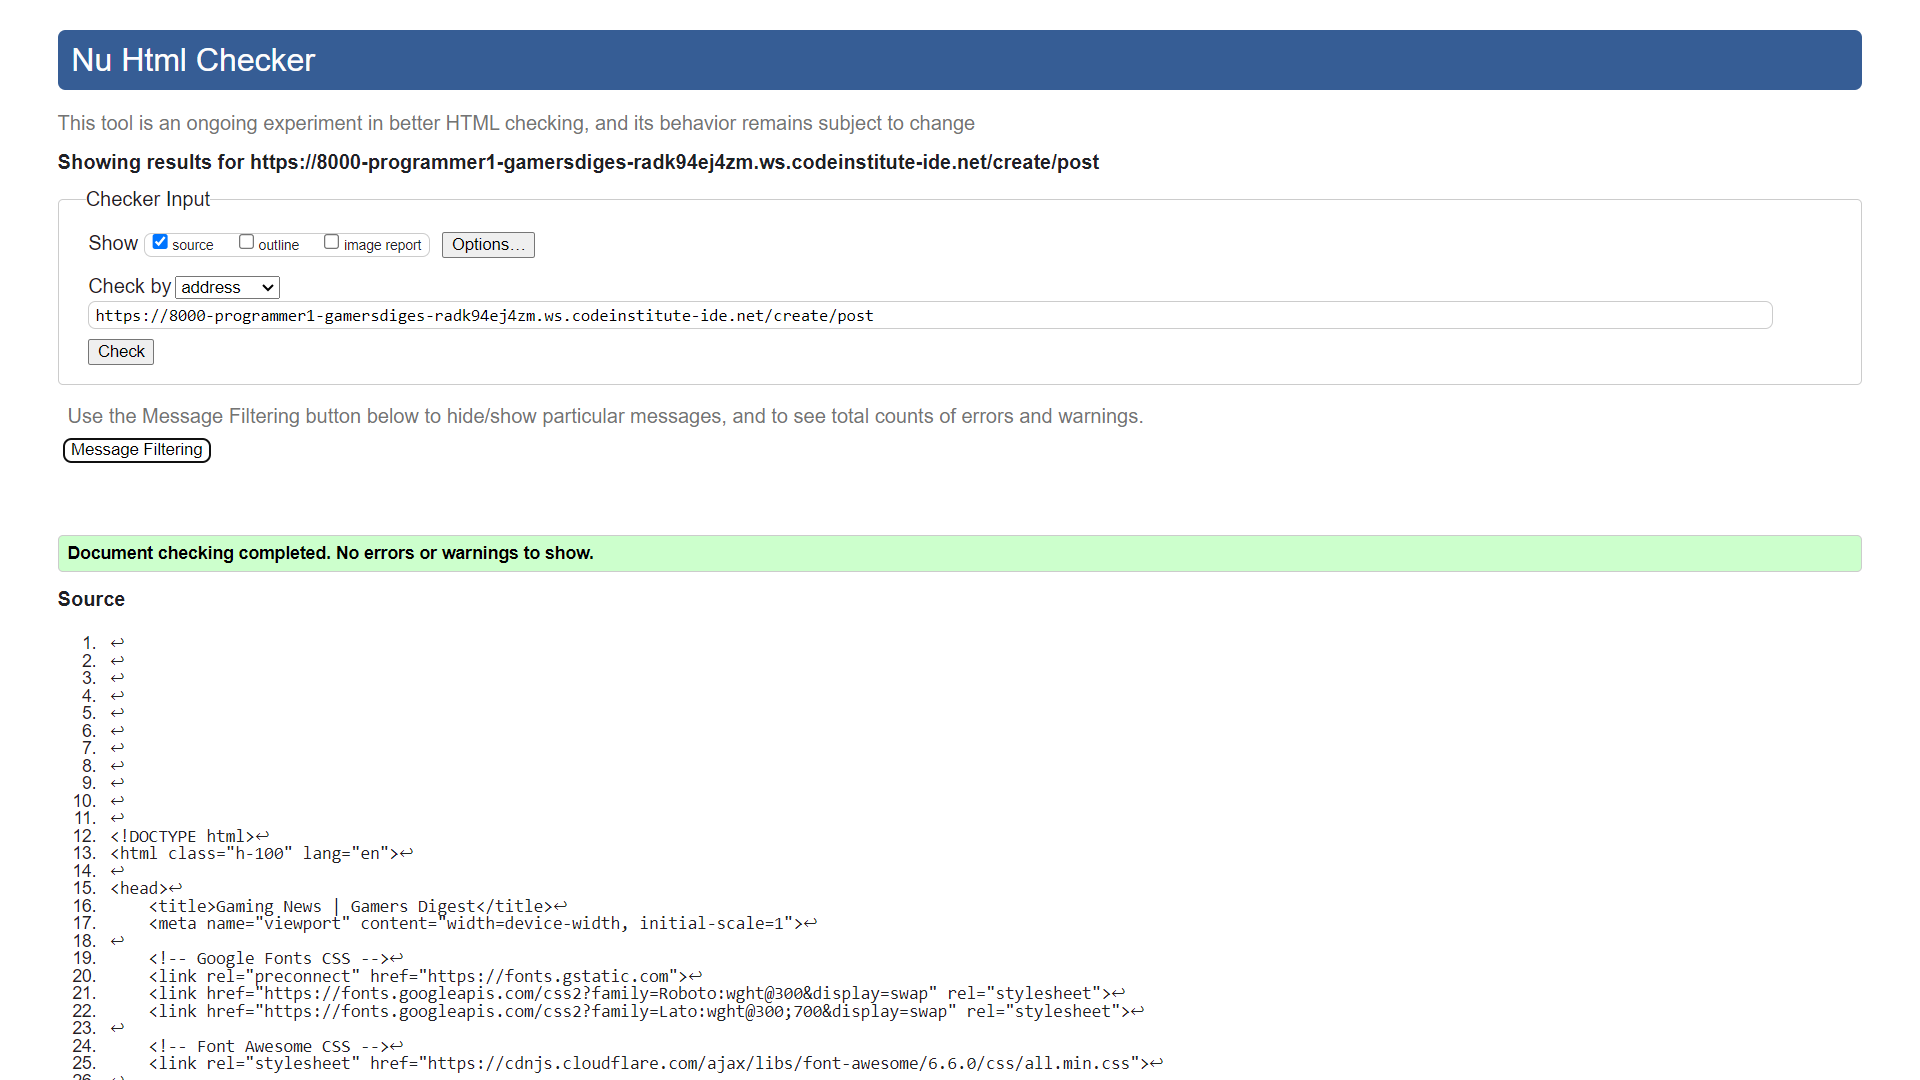 Nu Html Checker
This tool is an ongoing experiment in better HTML checking, and its behavior remains subject to change
Showing results for https://8000-programmer1-gamersdiges-radk94ej4zm.ws.codeinstitute-ide.net/create/post
Checker Input
Show source outline image report Options...
Check by address
https://8000-programmer1-gamersdiges-radk94ej4zm.ws.codeinstitute-ide.net/create/post
Check
Use the Message Filtering button below to hide/show particular messages, and to see total counts of errors and warnings.
Message Filtering
Document checking completed. No errors or warnings to show.
Source
1. ↩
2. ↩
3. ↩
4. ↩
5. ↩
6. ↩
7. ↩
8. ↩
9. ↩
10. ↩
11. ↩
12. <!DOCTYPE html>↩
13. <html class="h-100" lang="en">↩
14. ↩
15. <head>↩
16. <title>Gaming News | Gamers Digest</title>↩
17. <meta name="viewport" content="width=device-width, initial-scale=1">↩
18. ↩
19. <!-- Google Fonts CSS -->↩
20. <link rel="preconnect" href="https://fonts.gstatic.com">↩
21. <link href="https://fonts.googleapis.com/css2?family=Roboto:wght@300&display=swap" rel="stylesheet">↩
22. <link href="https://fonts.googleapis.com/css2?family=Lato:wght@300;700&display=swap" rel="stylesheet">↩
23. ↩
24. <!-- Font Awesome CSS -->↩
25. <link rel="stylesheet" href="https://cdnjs.cloudflare.com/ajax/libs/font-awesome/6.6.0/css/all.min.css">↩
26. ↩